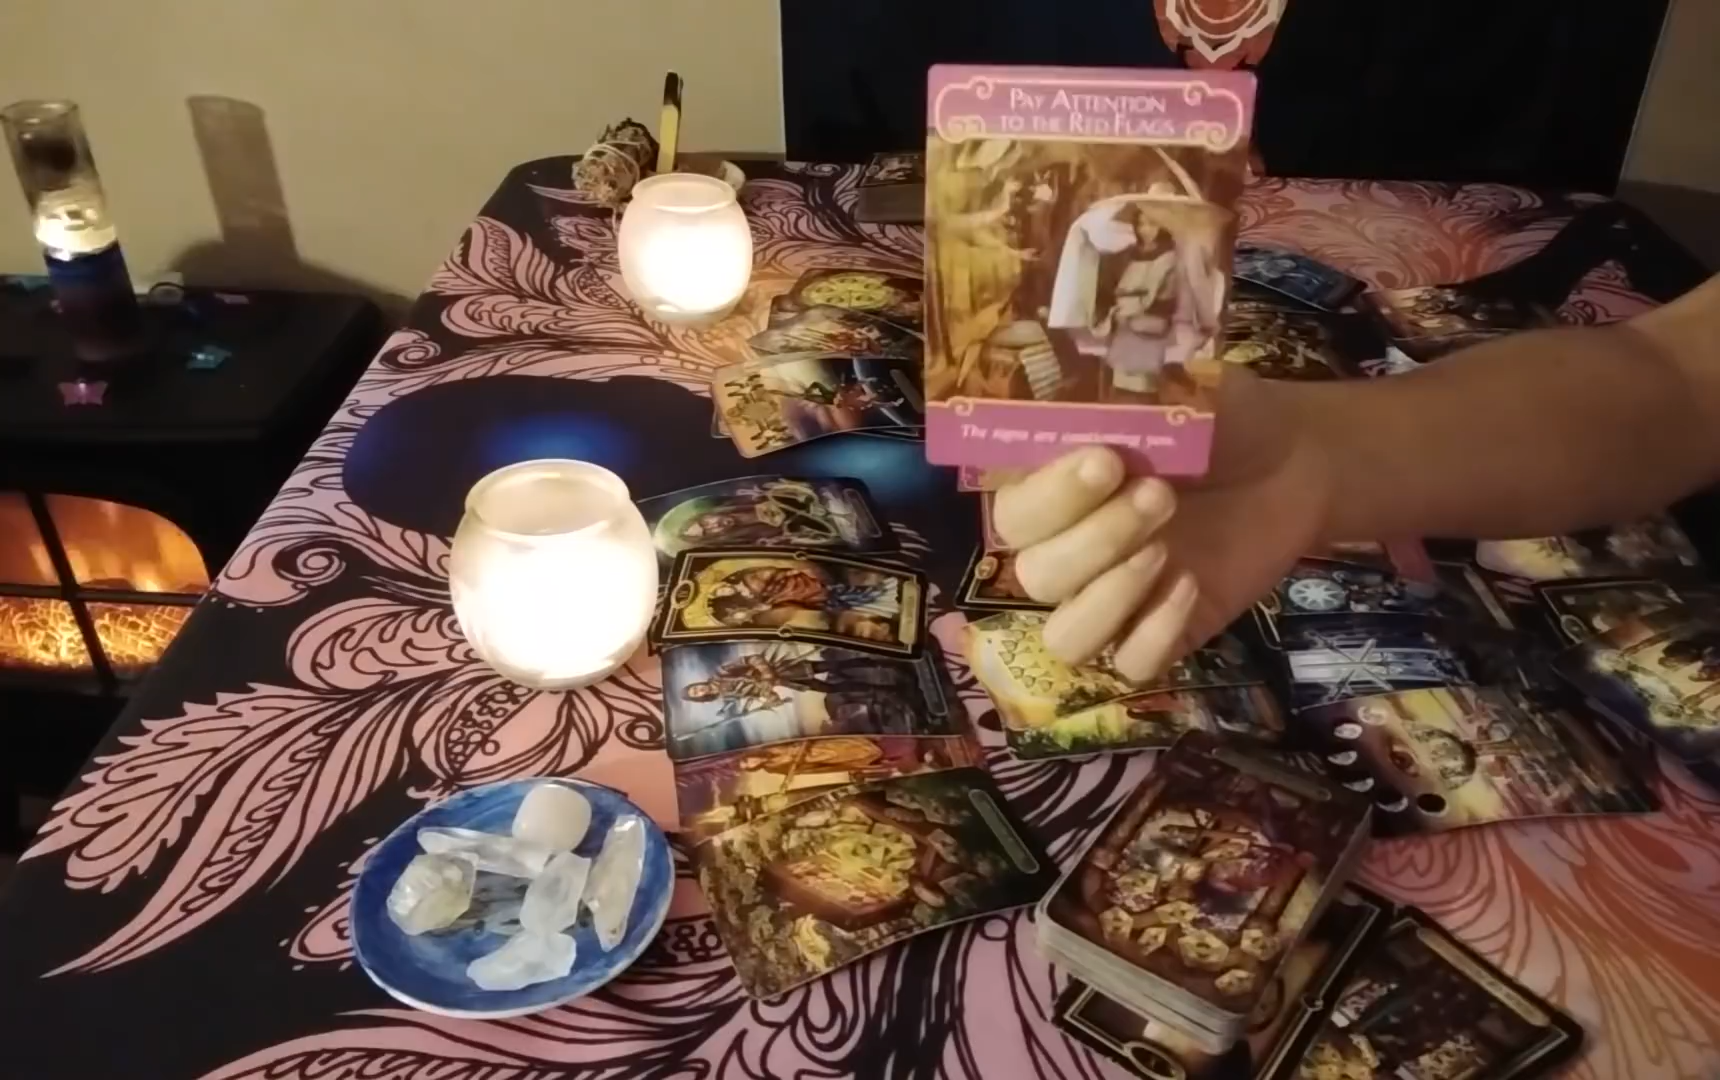 PAY ATTENTION
TO THE RED FLAGS
The signs are cautioning you.